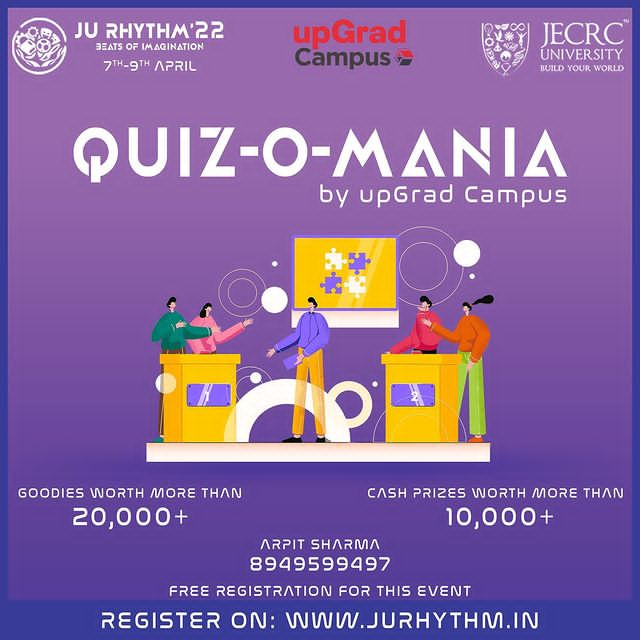 JU RHYTHM'22
BEATS OF IMAGINATION
7TH-9TH APRIL
upGrad
Campus
JECRC
UNIVERSITY
BUILD YOUR WORLD
QUIZ-O-MANIA
by upGrad Campus
GOODIES WORTH MORE THAN
20,000+
CASH PRIZES WORTH MORE THAN
10,000+
ARPIT SHARMA
8949599497
FREE REGISTRATION FOR THIS EVENT
REGISTER ON: WWW.JURHYTHM.IN